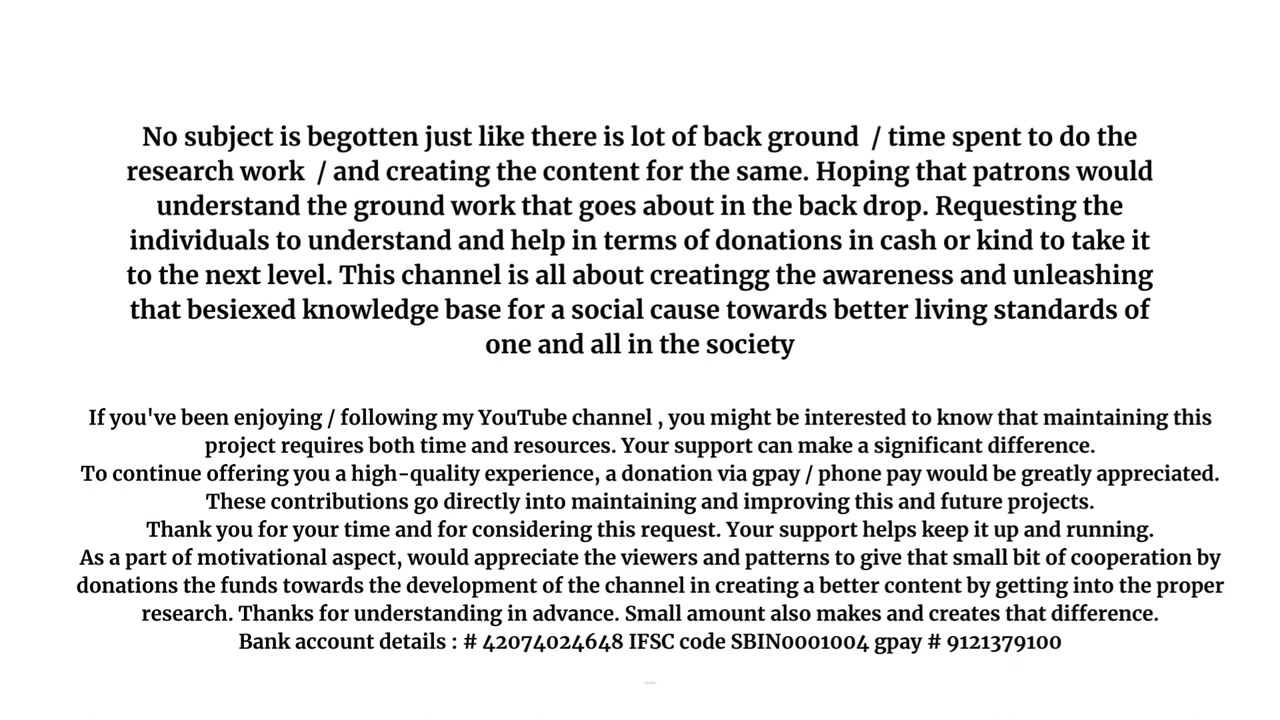 No subject is begotten just like there is lot of back ground / time spent to do the
research work / and creating the content for the same. Hoping that patrons would
understand the ground work that goes about in the back drop. Requesting the
individuals to understand and help in terms of donations in cash or kind to take it
to the next level. This channel is all about creatingg the awareness and unleashing
that besiexed knowledge base for a social cause towards better living standards of
one and all in the society
If you've been enjoying / following my YouTube channel , you might be interested to know that maintaining this
project requires both time and resources. Your support can make a significant difference.
To continue offering you a high-quality experience, a donation via gpay / phone pay would be greatly appreciated.
These contributions go directly into maintaining and improving this and future projects.
Thank you for your time and for considering this request. Your support helps keep it up and running.
As a part of motivational aspect, would appreciate the viewers and patterns to give that small bit of cooperation by
donations the funds towards the development of the channel in creating a better content by getting into the proper
research. Thanks for understanding in advance. Small amount also makes and creates that difference.
Bank account details : # 42074024648 IFSC code SBIN0001004 gpay # 9121379100